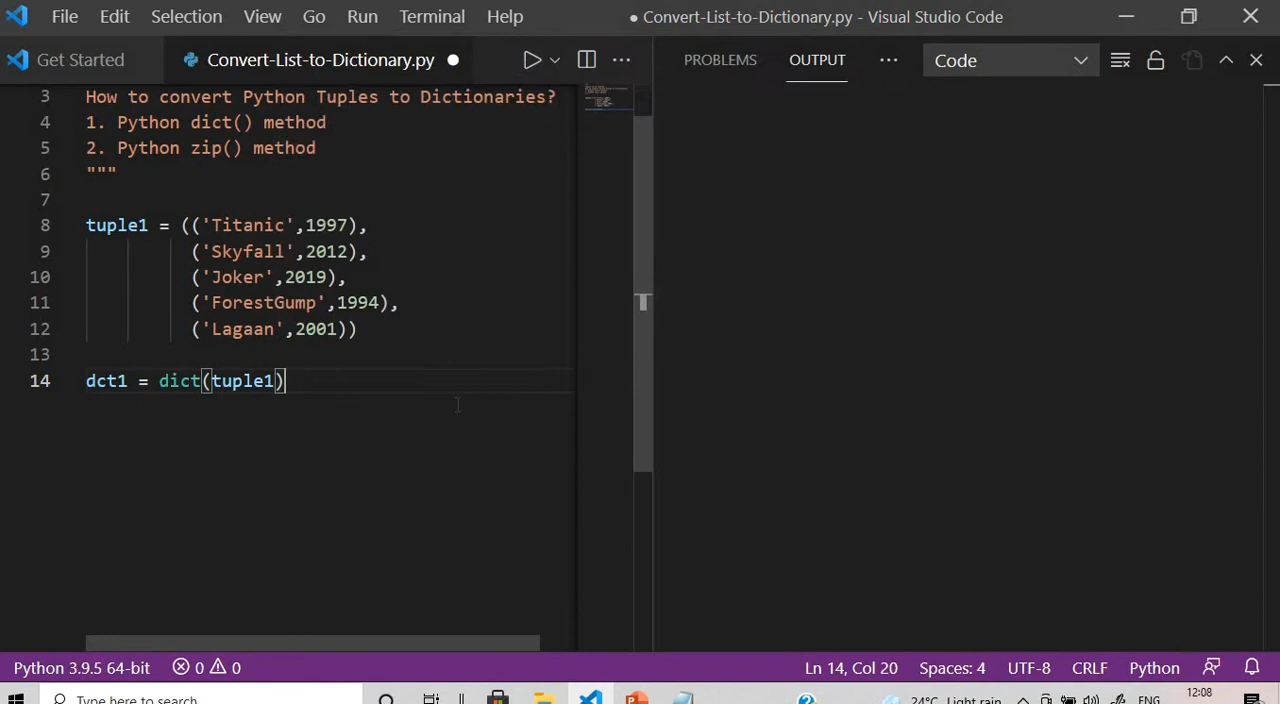 File Edit Selection View Go Run Terminal Help ● Convert-List-to-Dictionary.py - Visual Studio Code
Get Started Convert-List-to-Dictionary.py ● PROBLEMS OUTPUT ··· Code
3 How to convert Python Tuples to Dictionaries?
4 1. Python dict() method
5 2. Python zip() method
6 """
7
8 tuple1 = (('Titanic',1997),
9 ('Skyfall',2012),
10 ('Joker',2019),
11 ('ForestGump',1994),
12 ('Lagaan',2001))
13
14 dct1 = dict(tuple1)
Python 3.9.5 64-bit 0 0 Ln 14, Col 20 Spaces: 4 UTF-8 CRLF Python
Type here to search 24°C Light rain ENG 12:08